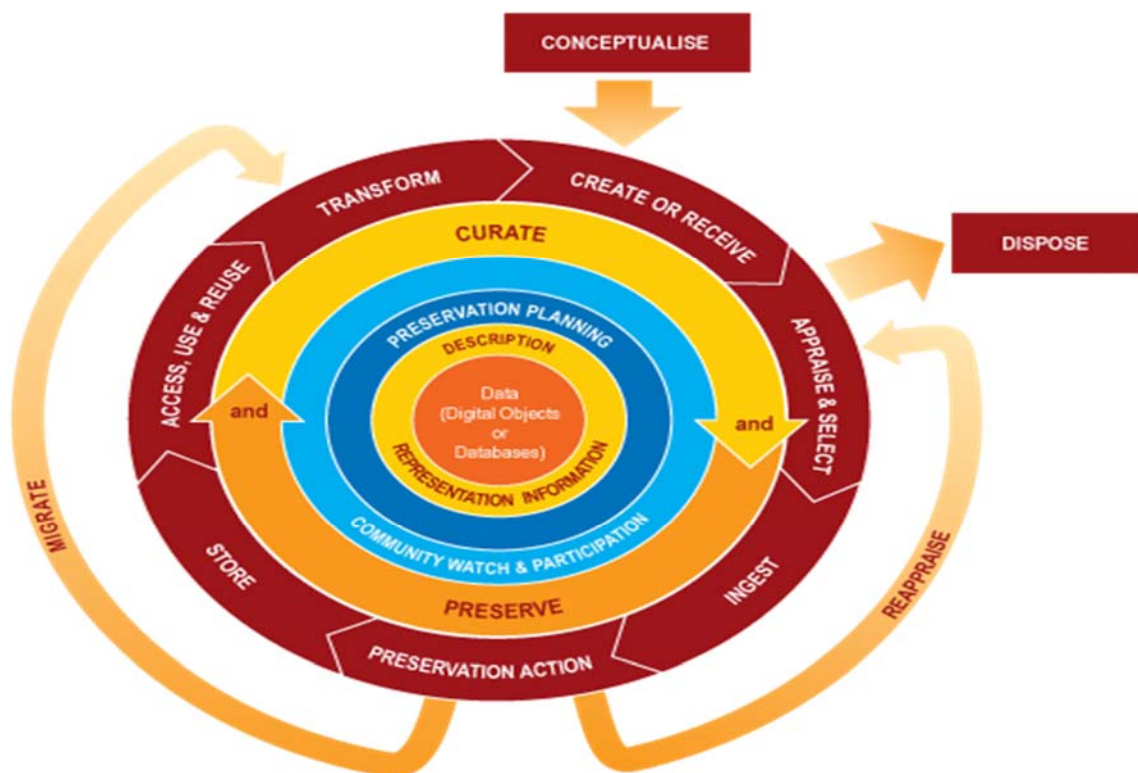 CONCEPTUALISE
TRANSFORM
CREATE OR RECEIVE
DISPOSE
CURATE
ACCESS, USE & REUSE
PRESERVATION PLANNING
DESCRIPTION
APPRAISE & SELECT
Data
(Digital Objects
or
Databases)
and
and
REPRESENTATION INFORMATION
COMMUNITY WATCH & PARTICIPATION
MIGRATE
STORE
INGEST
REAPPRAISE
PRESERVE
PRESERVATION ACTION